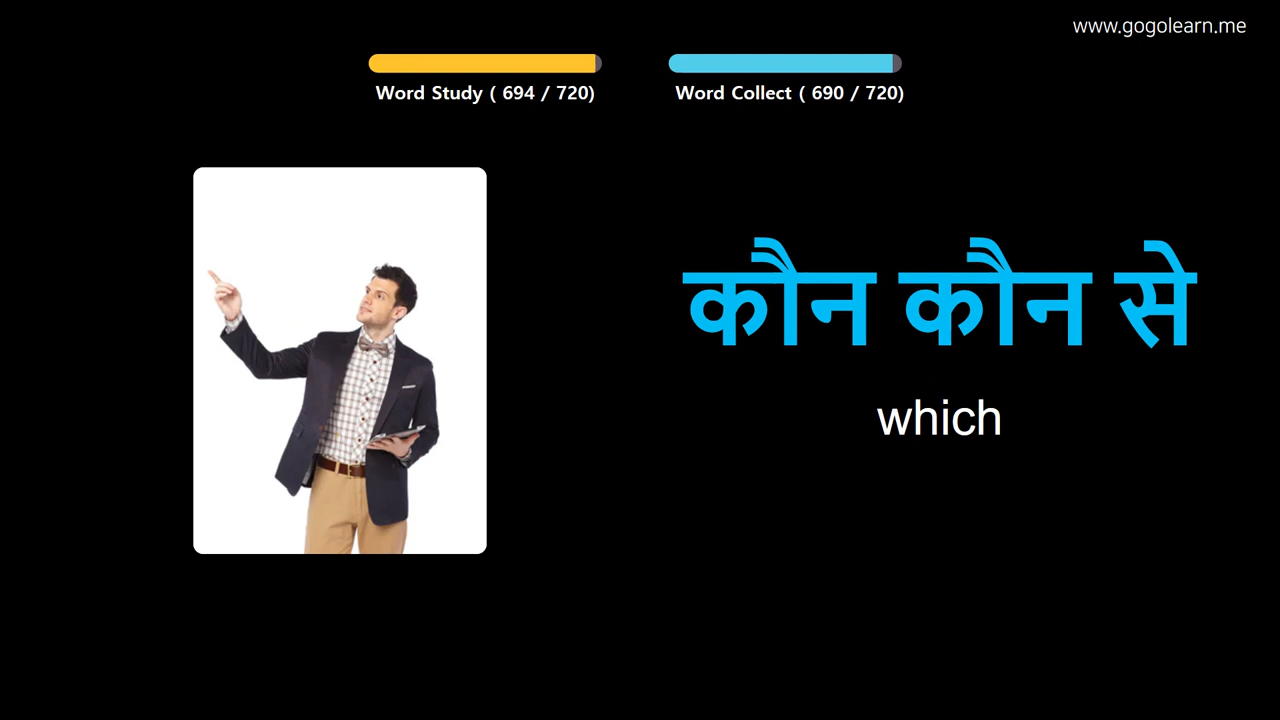 www.gogolearn.me
Word Study ( 694 / 720)
Word Collect ( 690 / 720)
कौन कौन से
which